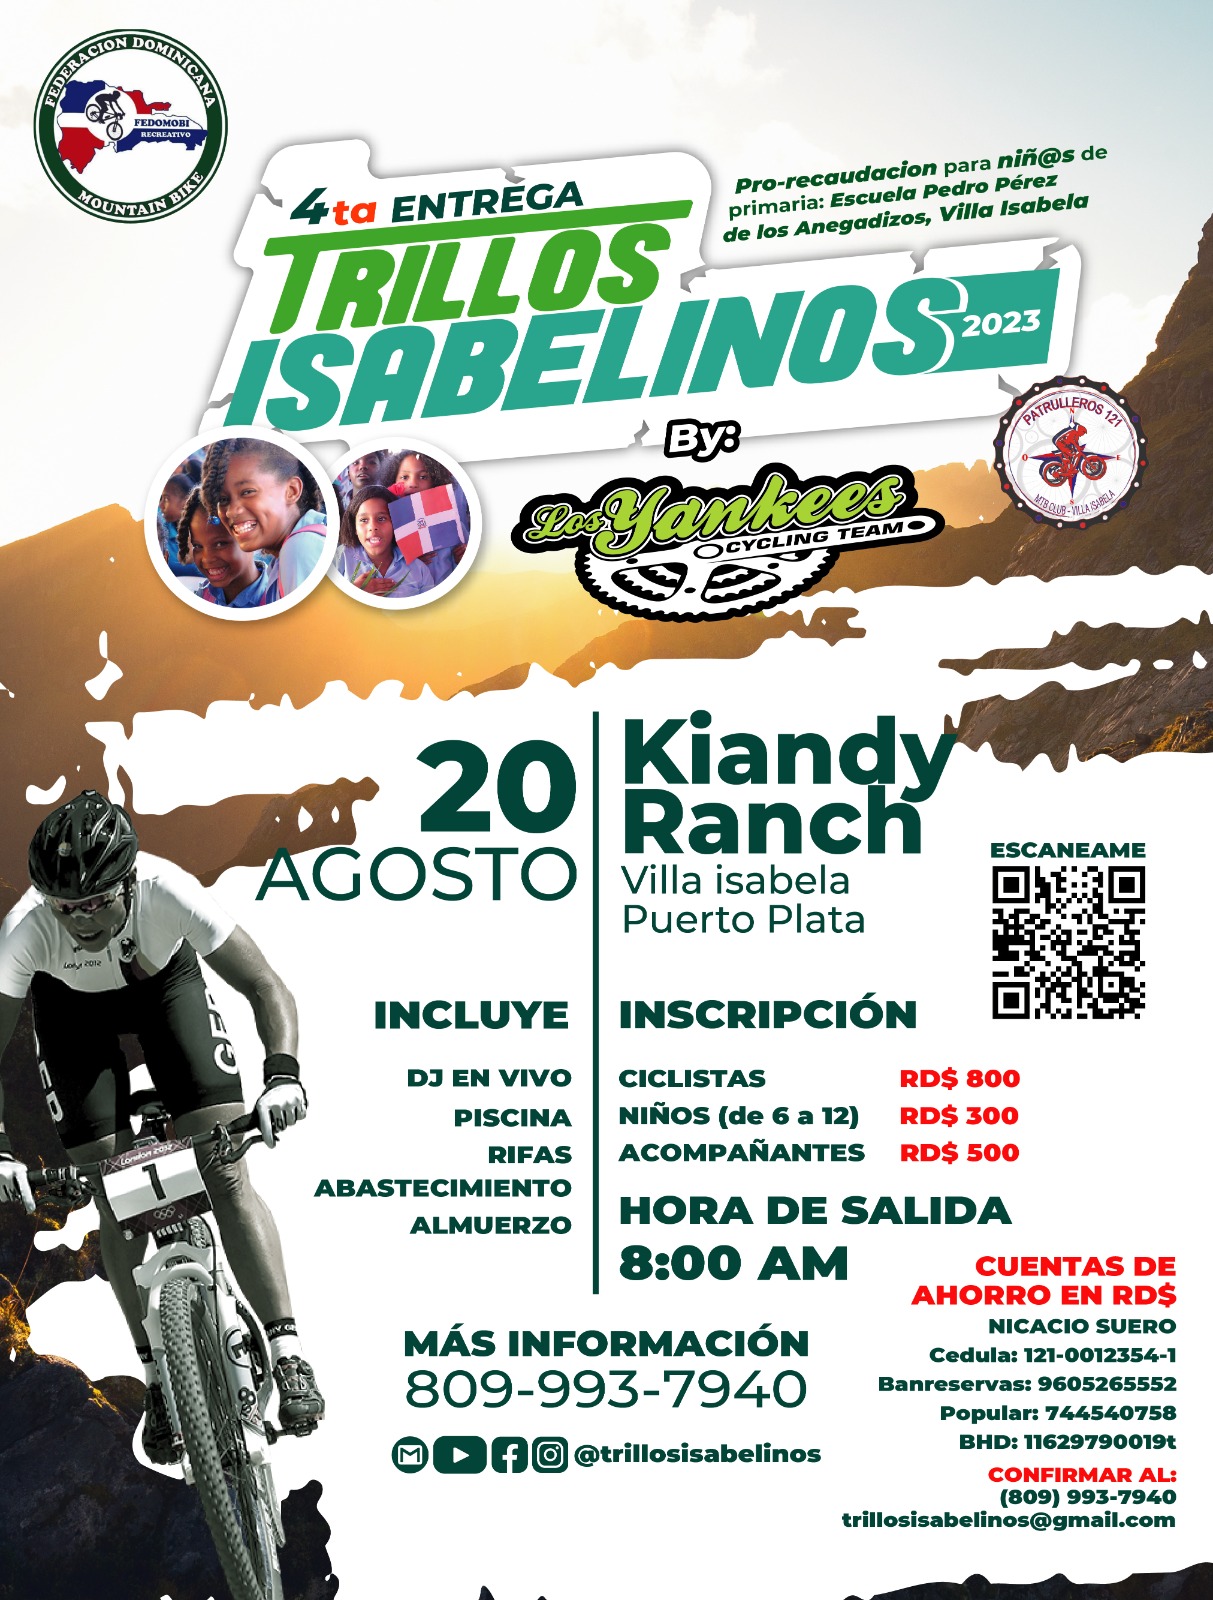 FEDERACION DOMINICANA
FEDOMOBI
RECREATIVO
MOUNTAIN BIKE
4ta ENTREGA
TRILLOS
ISABELINOS
2023
Pro-recaudacion para niñ@s de
primaria: Escuela Pedro Pérez
de los Anegadizos, Villa Isabela
By:
Los Yankees
CYCLING TEAM
PATRULLEROS 121
N
O
E
S
MTB CLUB - VILLA ISABELA
20
AGOSTO
Kiandy
Ranch
Villa isabela
Puerto Plata
ESCANEAME
INCLUYE
DJ EN VIVO
PISCINA
RIFAS
ABASTECIMIENTO
ALMUERZO
INSCRIPCIÓN
CICLISTAS RD$ 800
NIÑOS (de 6 a 12) RD$ 300
ACOMPAÑANTES RD$ 500
HORA DE SALIDA
8:00 AM
London 2012
1
MÁS INFORMACIÓN
809-993-7940
@trillosisabelinos
CUENTAS DE
AHORRO EN RD$
NICACIO SUERO
Cedula: 121-0012354-1
Banreservas: 9605265552
Popular: 744540758
BHD: 11629790019t
CONFIRMAR AL:
(809) 993-7940
trillosisabelinos@gmail.com